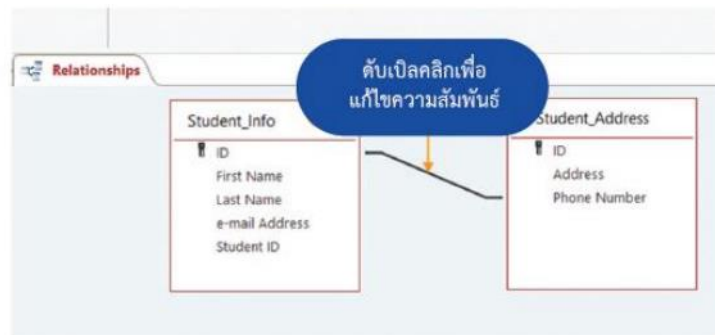 Relationships
ดับเบิลคลิกเพื่อ
แก้ไขความสัมพันธ์
Student_Info
ID
First Name
Last Name
e-mail Address
Student ID
Student_Address
ID
Address
Phone Number